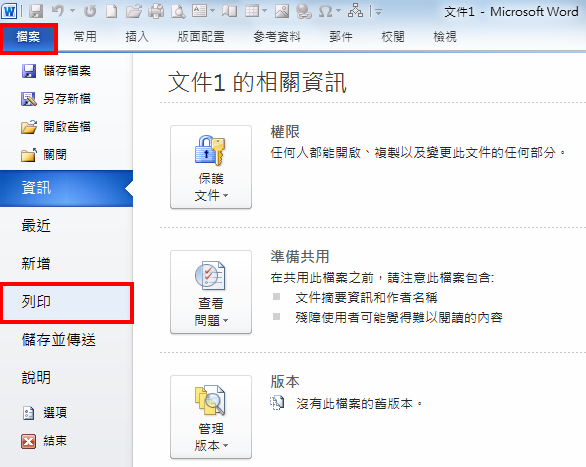 文件1 - Microsoft Word
檔案 常用 插入 版面配置 參考資料 郵件 校閱 檢視
儲存檔案
另存新檔
開啟舊檔
關閉
資訊
最近
新增
列印
儲存並傳送
說明
選項
結束
文件1 的相關資訊
保護
文件
權限
任何人都能開啟、複製以及變更此文件的任何部分。
查看
問題
準備共用
在共用此檔案之前，請注意此檔案包含:
文件摘要資訊和作者名稱
殘障使用者可能覺得難以閱讀的內容
管理
版本
版本
沒有此檔案的舊版本。